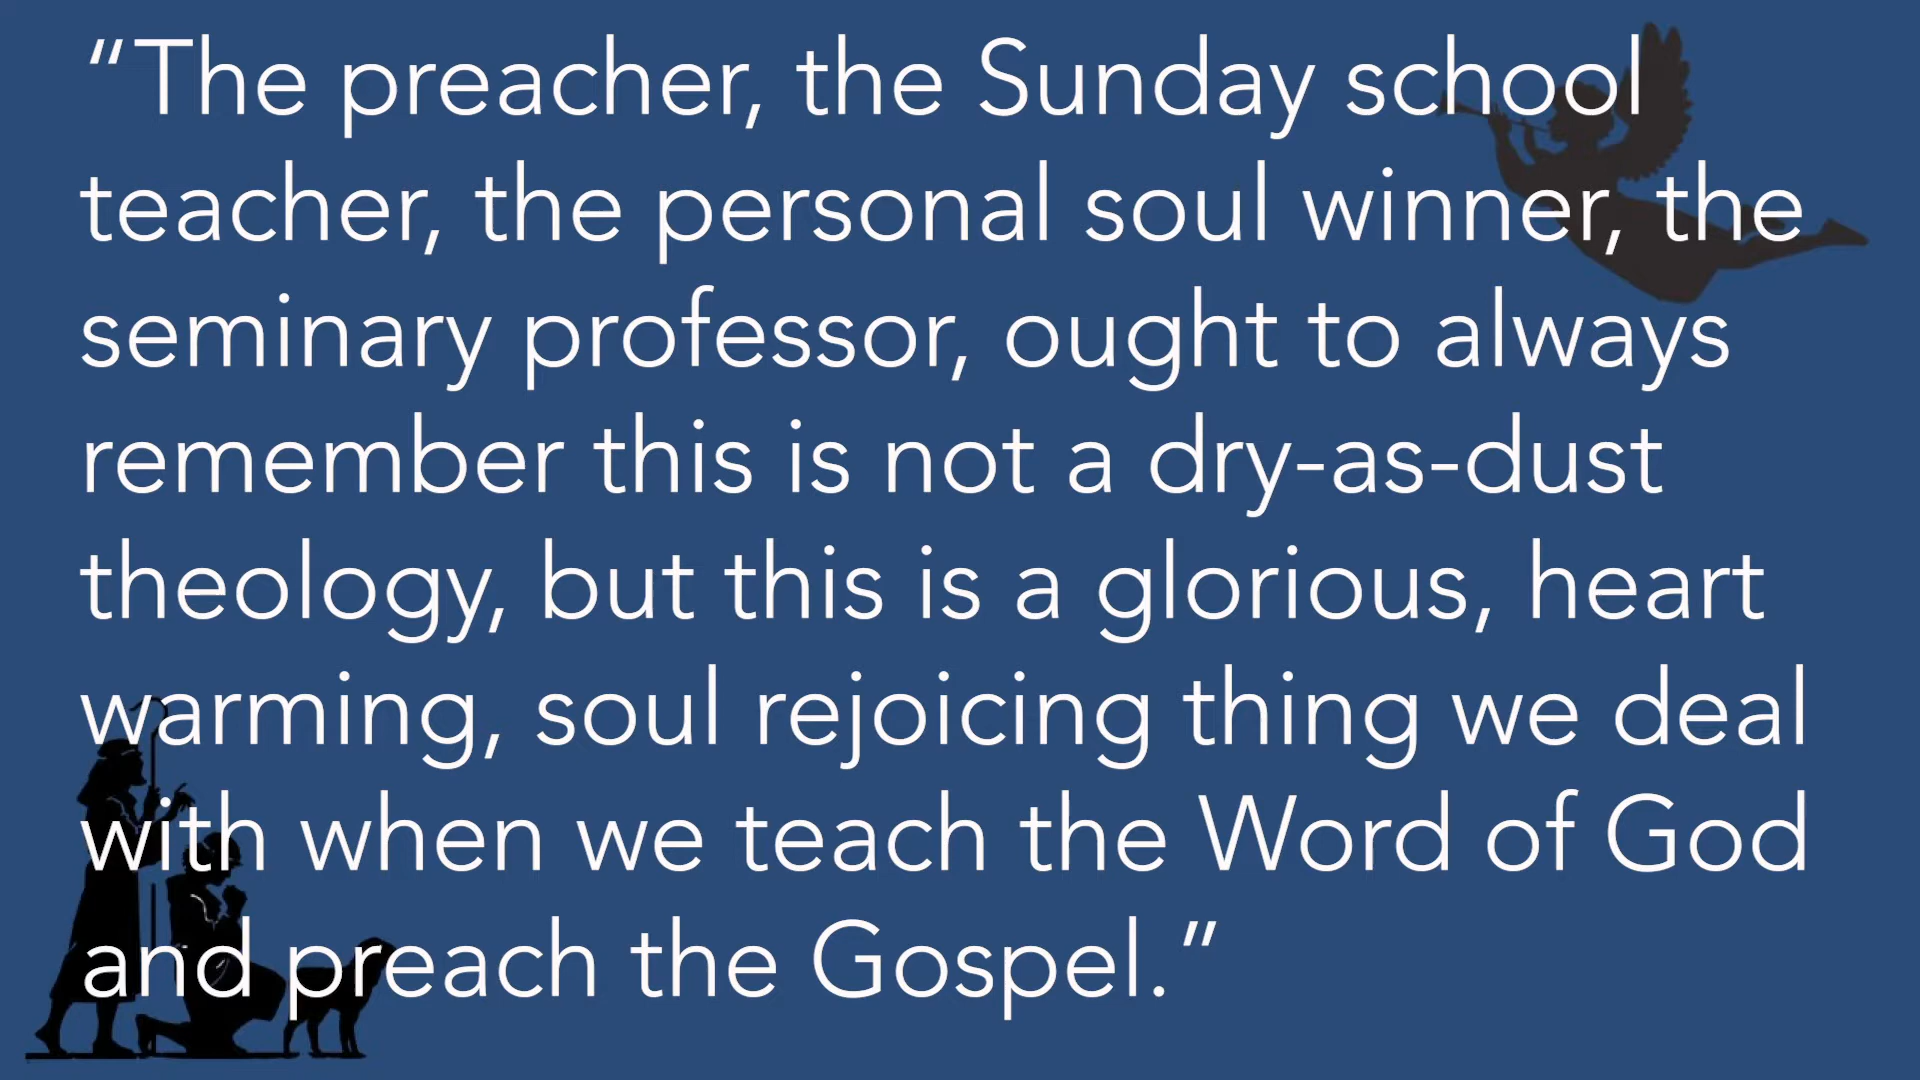 “The preacher, the Sunday school
teacher, the personal soul winner, the
seminary professor, ought to always
remember this is not a dry-as-dust
theology, but this is a glorious, heart
warming, soul rejoicing thing we deal
with when we teach the Word of God
and preach the Gospel.”